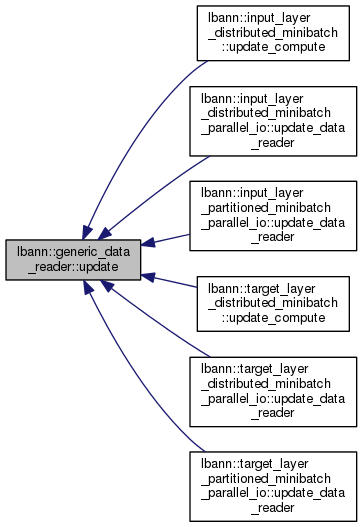 lbann::generic_data
_reader::update
lbann::input_layer
_distributed_minibatch
::update_compute
lbann::input_layer
_distributed_minibatch
_parallel_io::update_data
_reader
lbann::input_layer
_partitioned_minibatch
_parallel_io::update_data
_reader
lbann::target_layer
_distributed_minibatch
::update_compute
lbann::target_layer
_distributed_minibatch
_parallel_io::update_data
_reader
lbann::target_layer
_partitioned_minibatch
_parallel_io::update_data
_reader